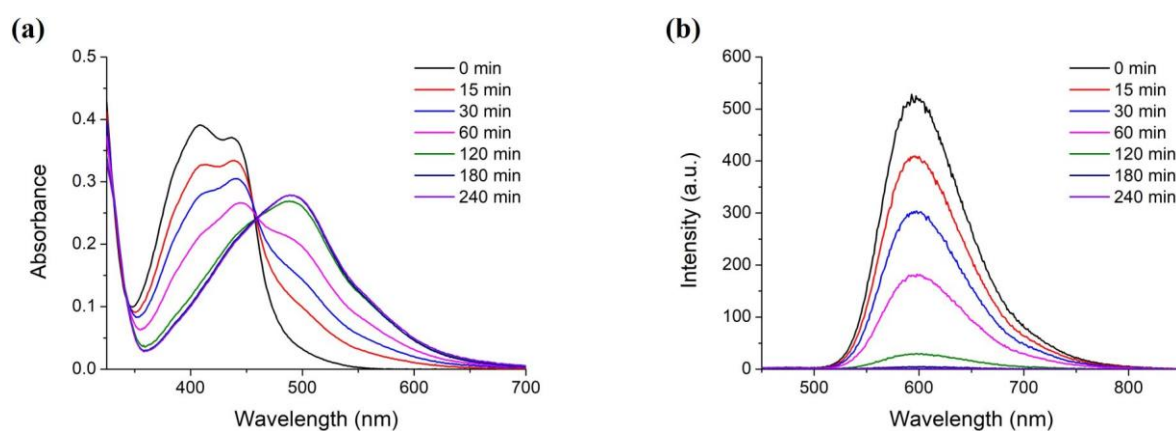 (a)
0.5
0.4
0.3
0.2
0.1
0.0
Absorbance
400
500
600
700
Wavelength (nm)
0 min
15 min
30 min
60 min
120 min
180 min
240 min
(b)
600
500
400
300
200
100
0
Intensity (a.u.)
500
600
700
800
Wavelength (nm)
0 min
15 min
30 min
60 min
120 min
180 min
240 min